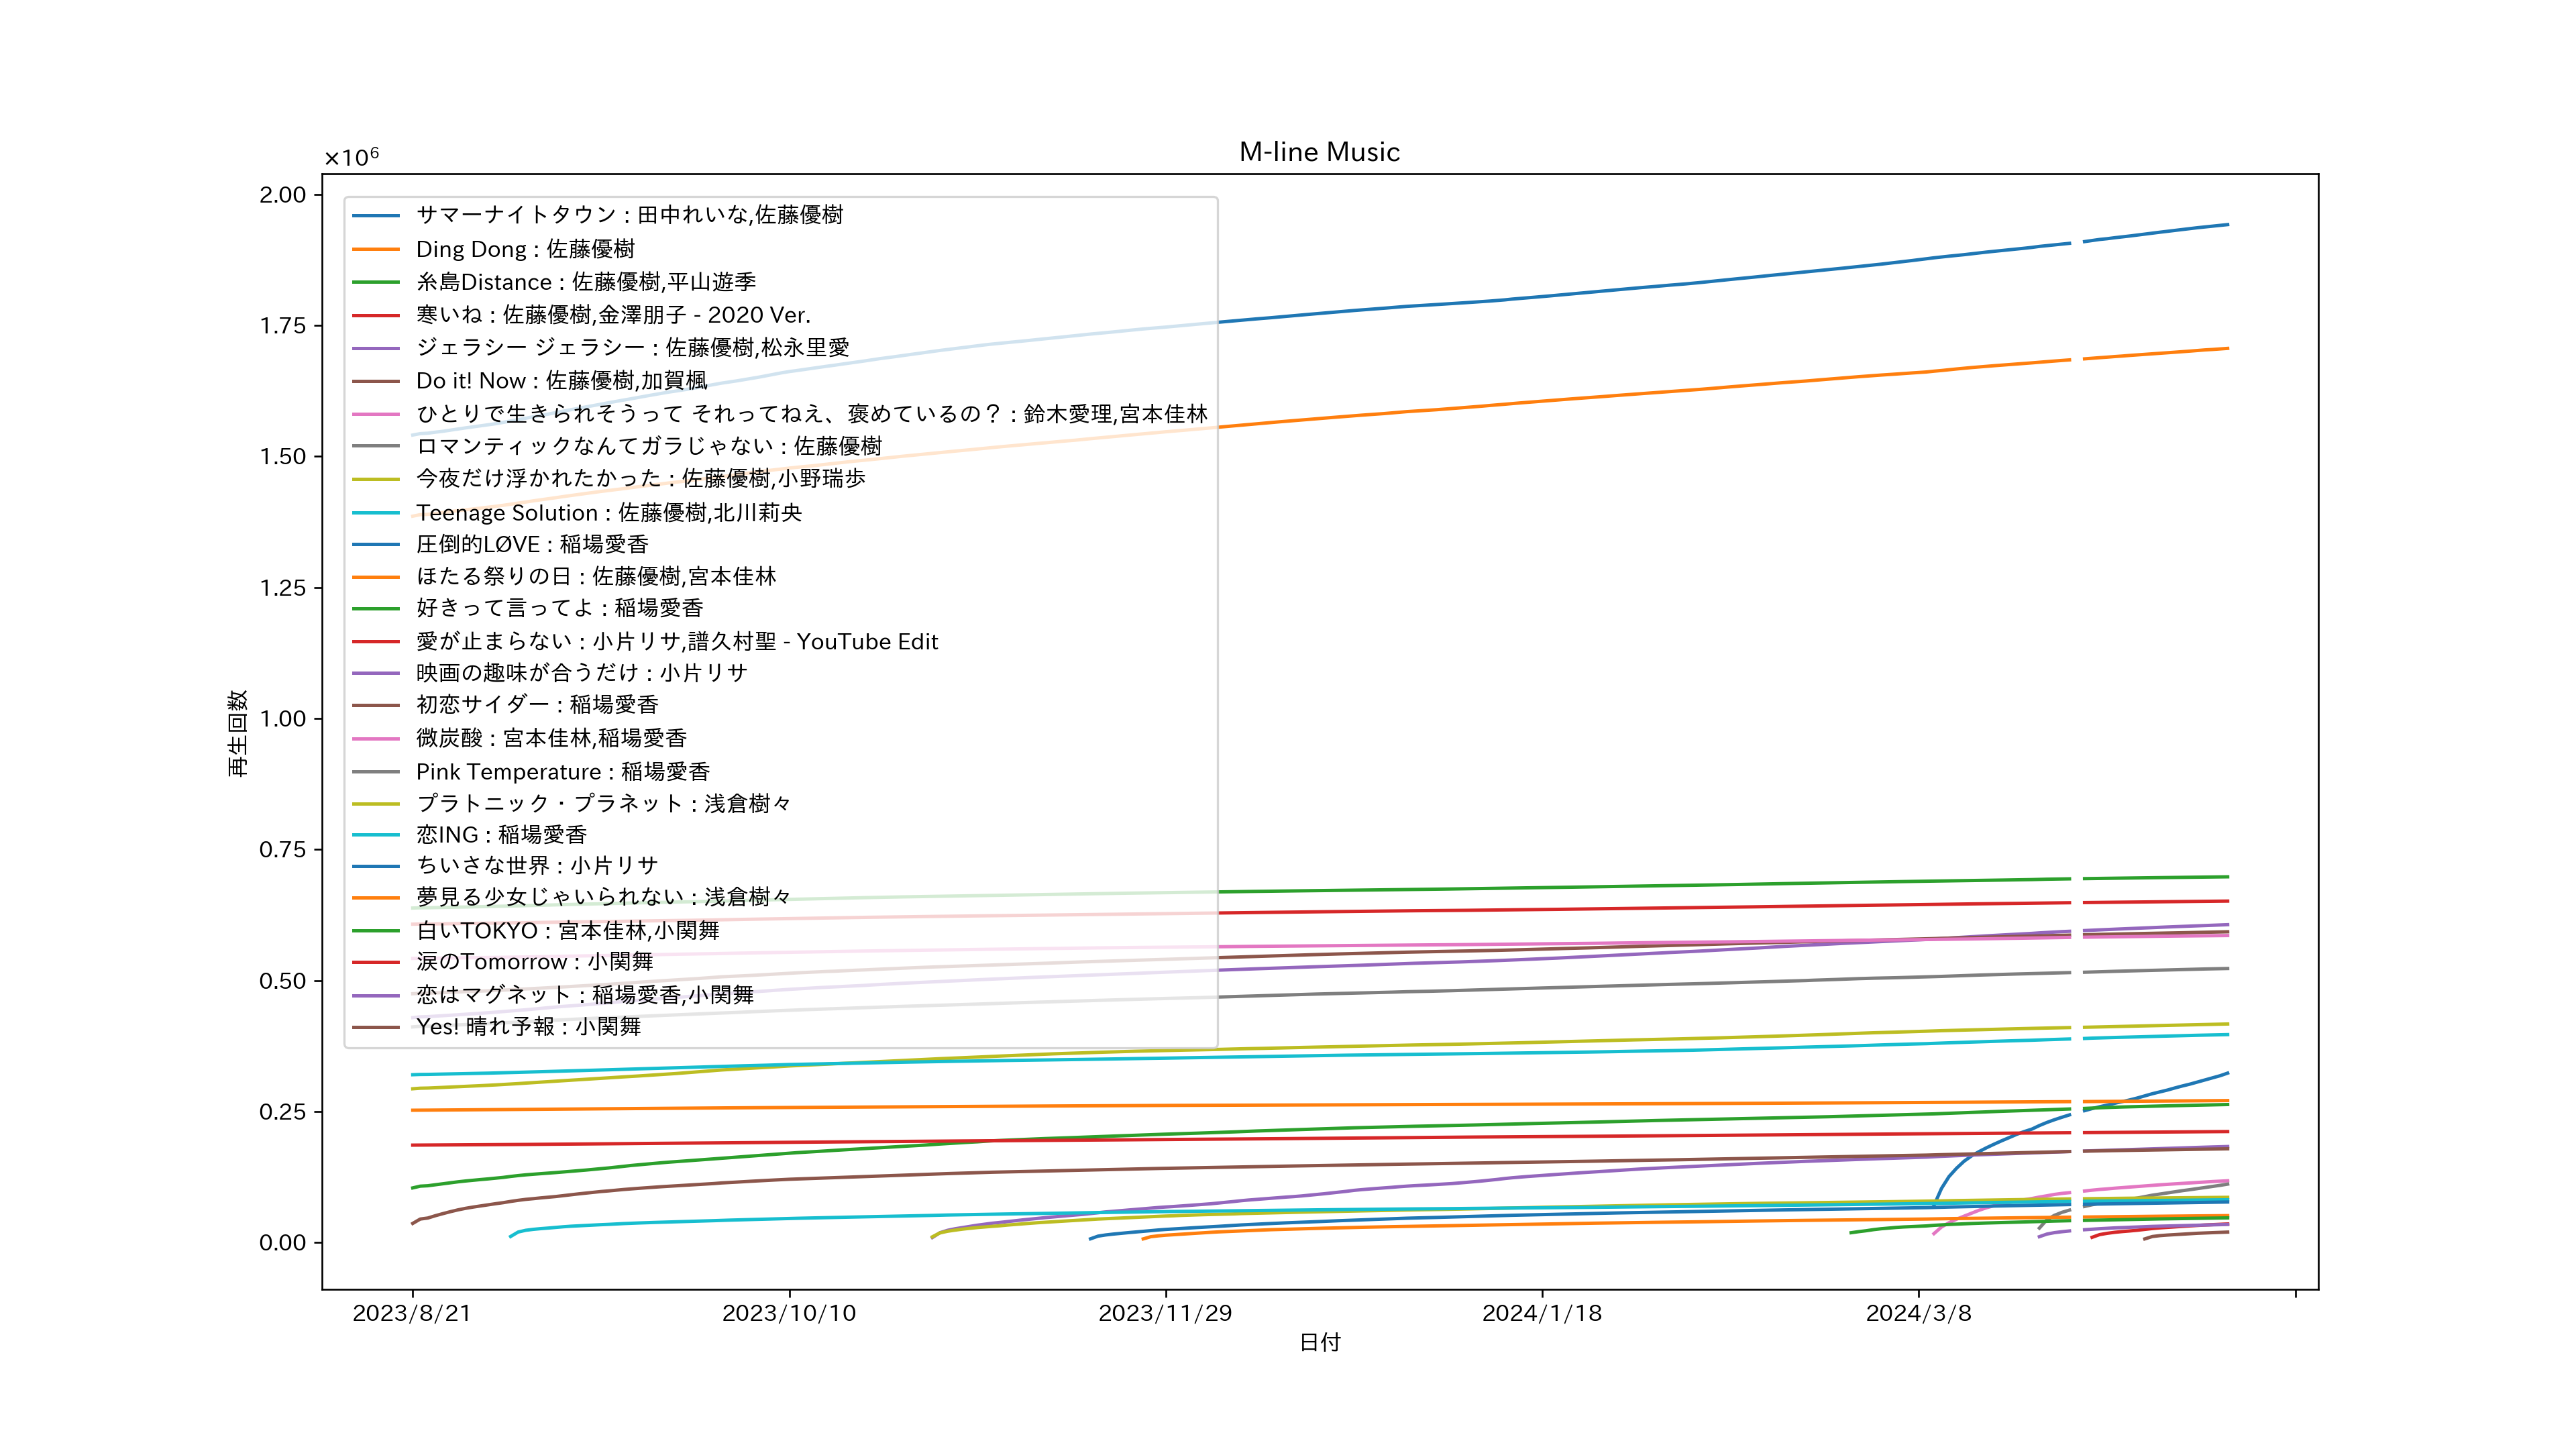 M-line Music
×10⁶
2.00
1.75
1.50
1.25
1.00
0.75
0.50
0.25
0.00
再生回数
サマーナイトタウン : 田中れいな,佐藤優樹
Ding Dong : 佐藤優樹
糸島Distance : 佐藤優樹,平山遊季
寒いね : 佐藤優樹,金澤朋子 - 2020 Ver.
ジェラシー ジェラシー : 佐藤優樹,松永里愛
Do it! Now : 佐藤優樹,加賀楓
ひとりで生きられそうって それってねえ、褒めているの？ : 鈴木愛理,宮本佳林
ロマンティックなんてガラじゃない : 佐藤優樹
今夜だけ浮かれたかった : 佐藤優樹,小野瑞歩
Teenage Solution : 佐藤優樹,北川莉央
圧倒的LØVE : 稲場愛香
ほたる祭りの日 : 佐藤優樹,宮本佳林
好きって言ってよ : 稲場愛香
愛が止まらない : 小片リサ,譜久村聖 - YouTube Edit
映画の趣味が合うだけ : 小片リサ
初恋サイダー : 稲場愛香
微炭酸 : 宮本佳林,稲場愛香
Pink Temperature : 稲場愛香
プラトニック・プラネット : 浅倉樹々
恋ING : 稲場愛香
ちいさな世界 : 小片リサ
夢見る少女じゃいられない : 浅倉樹々
白いTOKYO : 宮本佳林,小関舞
涙のTomorrow : 小関舞
恋はマグネット : 稲場愛香,小関舞
Yes! 晴れ予報 : 小関舞
2023/8/21
2023/10/10
2023/11/29
2024/1/18
2024/3/8
日付